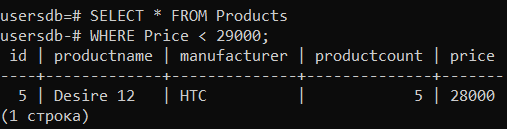 usersdb=# SELECT * FROM Products
usersdb-# WHERE Price < 29000;
 id | productname | manufacturer | productcount | price
----+-------------+--------------+--------------+-------
  5 | Desire 12   | HTC          |            5 | 28000
(1 строка)